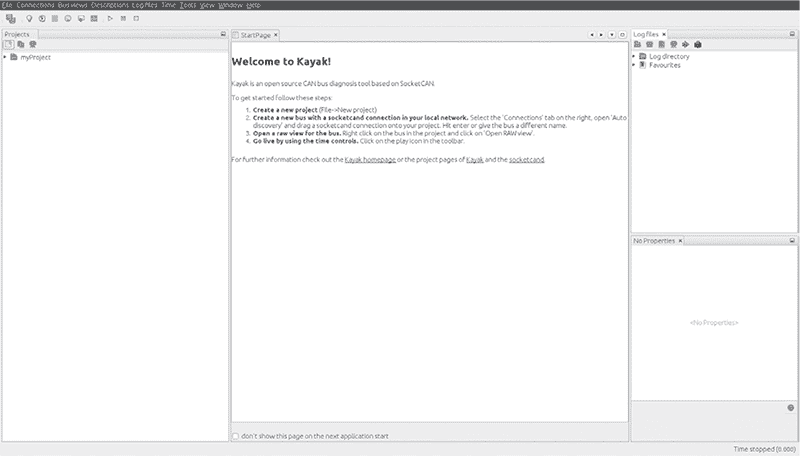 File Connections Bus views Descriptions Log files Time Tools View Window Help
Projects
myProject
StartPage
Welcome to Kayak!
Kayak is an open source CAN bus diagnosis tool based on SocketCAN.
To get started follow these steps:
1. Create a new project (File->New project)
2. Create a new bus with a socketcand connection in your local network. Select the 'Connections' tab on the right, open 'Auto
discovery' and drag a socketcand connection onto your project. Hit enter or give the bus a different name.
3. Open a raw view for the bus. Right click on the bus in the project and click on 'Open RAW view'.
4. Go live by using the time controls. Click on the play icon in the toolbar.
For further information check out the Kayak homepage or the project pages of Kayak and the socketcand.
don't show this page on the next application start
Log files
Log directory
Favourites
No Properties
<No Properties>
Time stopped (0.000)